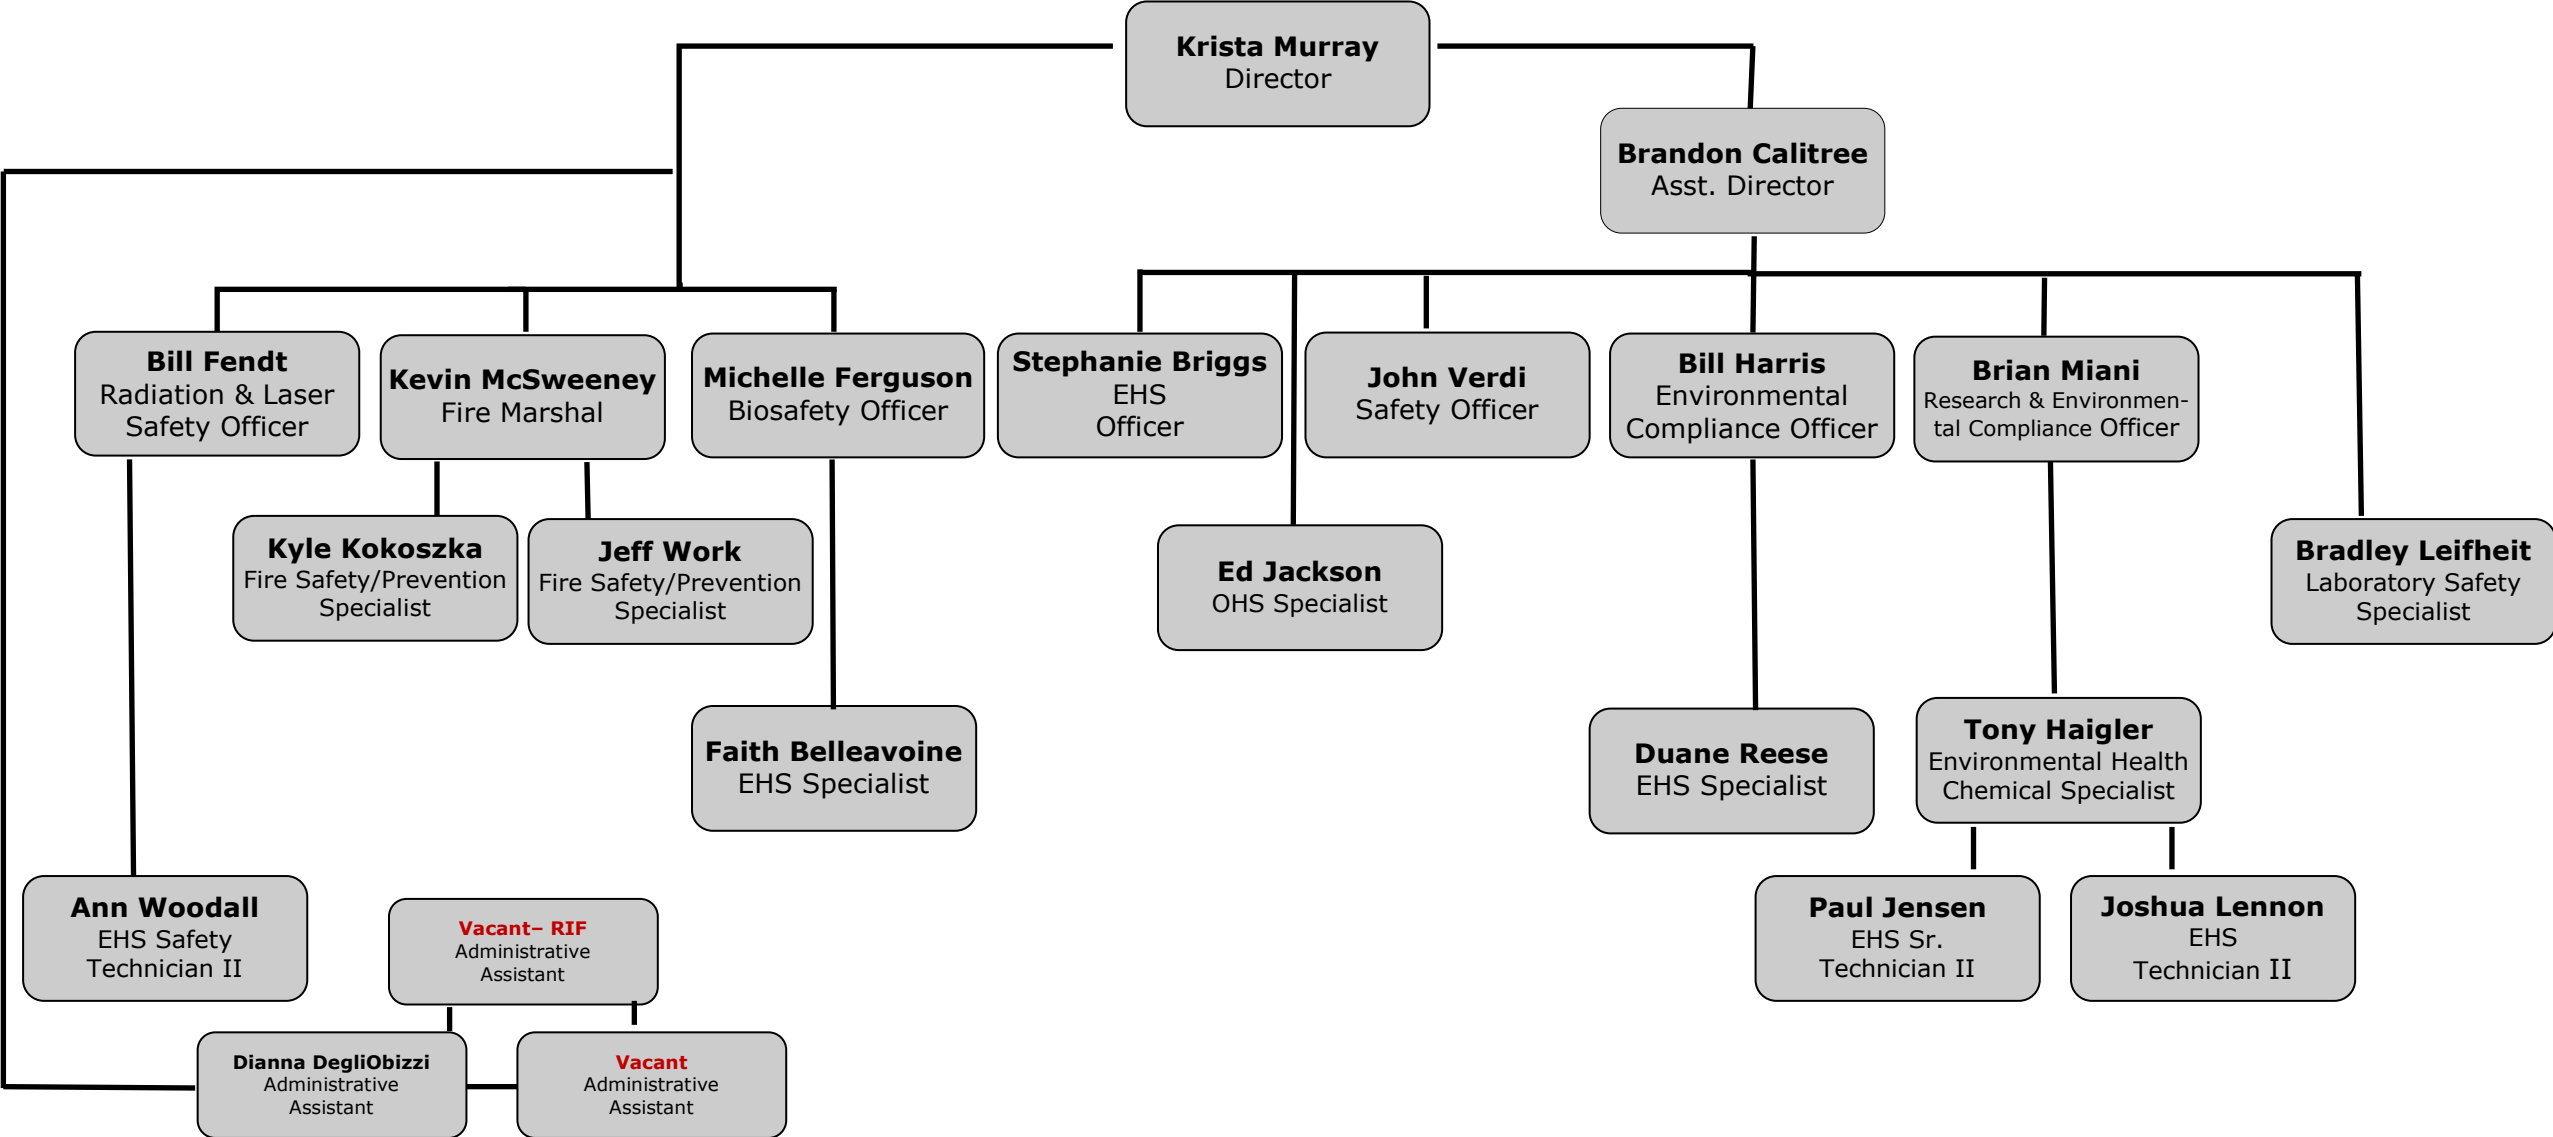 Krista Murray
Director
Brandon Calitree
Asst. Director
Bill Fendt
Radiation & Laser
Safety Officer
Kevin McSweeney
Fire Marshal
Michelle Ferguson
Biosafety Officer
Stephanie Briggs
EHS
Officer
John Verdi
Safety Officer
Bill Harris
Environmental
Compliance Officer
Brian Miani
Research & Environmen-
tal Compliance Officer
Kyle Kokoszka
Fire Safety/Prevention
Specialist
Jeff Work
Fire Safety/Prevention
Specialist
Ed Jackson
OHS Specialist
Bradley Leifheit
Laboratory Safety
Specialist
Faith Belleavoine
EHS Specialist
Duane Reese
EHS Specialist
Tony Haigler
Environmental Health
Chemical Specialist
Ann Woodall
EHS Safety
Technician II
Vacant– RIF
Administrative
Assistant
Paul Jensen
EHS Sr.
Technician II
Joshua Lennon
EHS
Technician II
Dianna DegliObizzi
Administrative
Assistant
Vacant
Administrative
Assistant